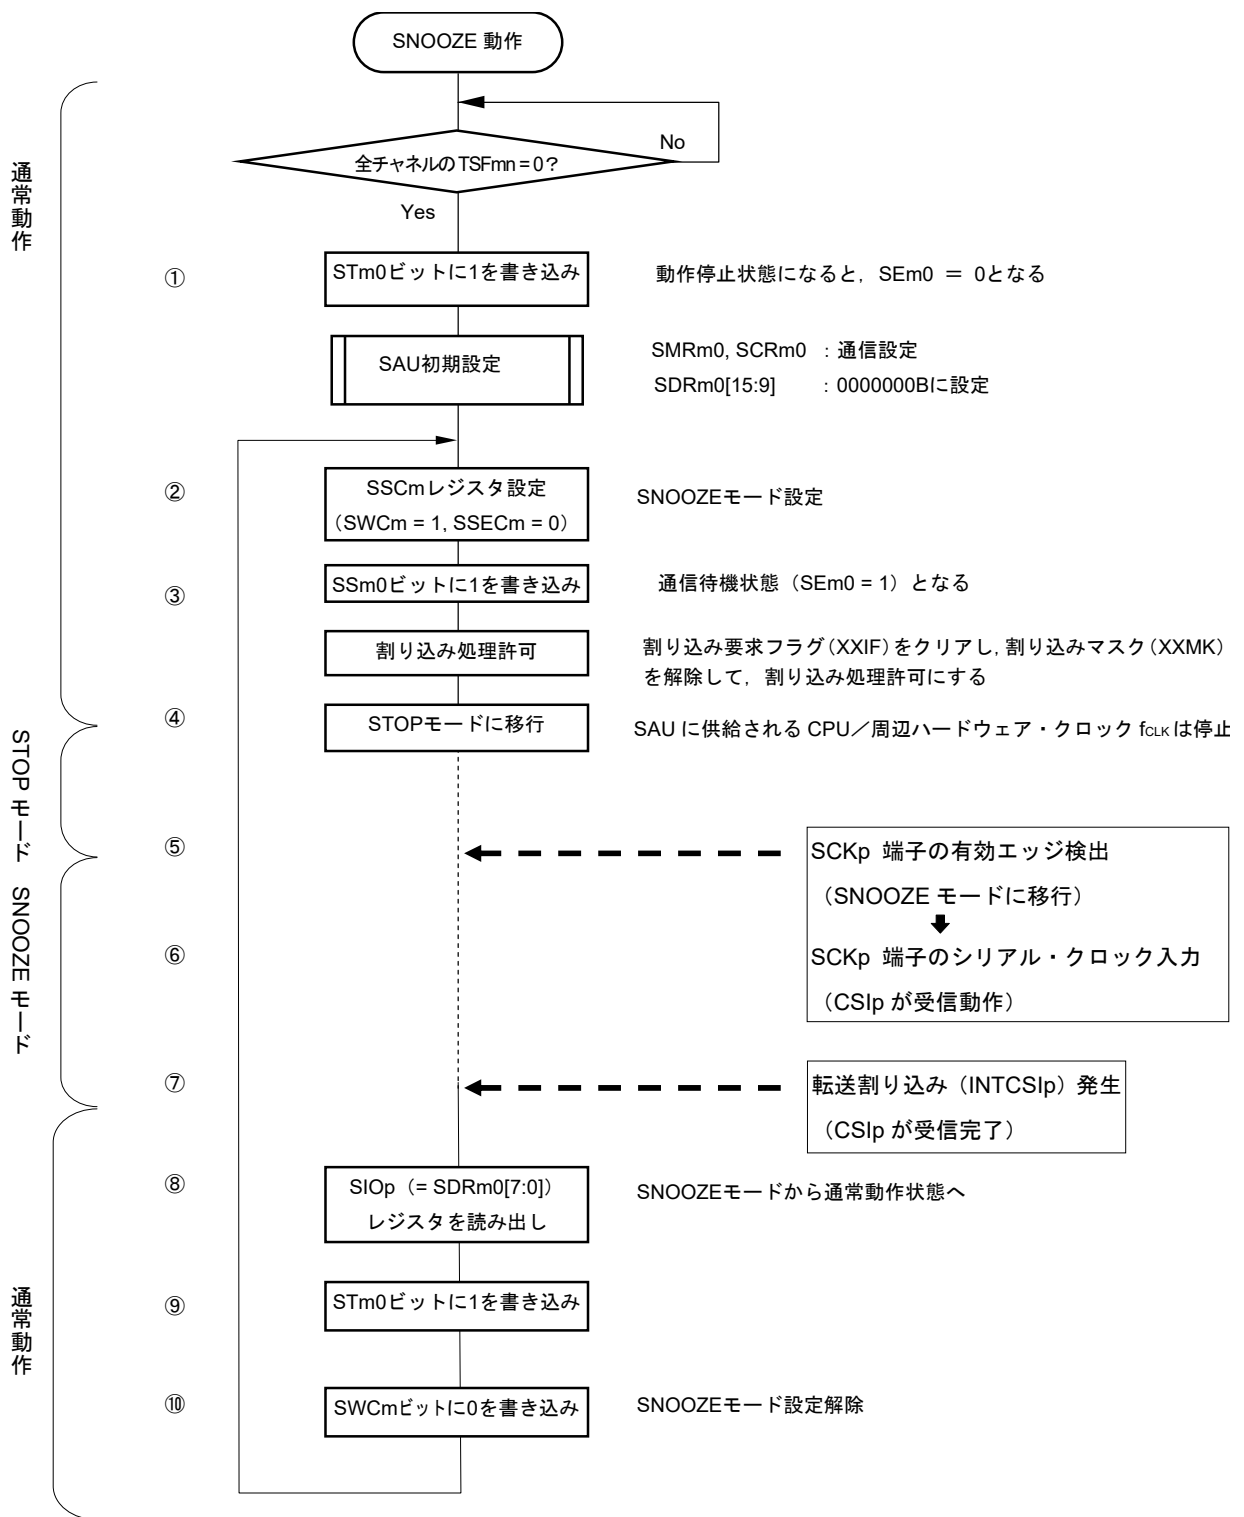 SNOOZE 動作
No
全チャネルの TSFmn = 0？
Yes
通常動作
① STm0ビットに1を書き込み 動作停止状態になると，SEm0 ＝ 0となる
SAU初期設定
SMRm0, SCRm0 ：通信設定
SDRm0[15:9] ：0000000Bに設定
② SSCmレジスタ設定 SNOOZEモード設定
（SWCm = 1, SSECm = 0）
③ SSm0ビットに1を書き込み 通信待機状態（SEm0 = 1）となる
割り込み処理許可
割り込み要求フラグ（XXIF）をクリアし，割り込みマスク（XXMK）
を解除して，割り込み処理許可にする
④ STOPモードに移行 SAU に供給される CPU／周辺ハードウェア・クロック fCLK は停止
STOP モード
⑤ SCKp 端子の有効エッジ検出
（SNOOZE モードに移行）
SNOOZE モード
⑥ SCKp 端子のシリアル・クロック入力
（CSIp が受信動作）
⑦ 転送割り込み（INTCSIp）発生
（CSIp が受信完了）
⑧ SIOp（= SDRm0[7:0]） SNOOZEモードから通常動作状態へ
レジスタを読み出し
通常動作
⑨ STm0ビットに1を書き込み
⑩ SWCmビットに0を書き込み SNOOZEモード設定解除